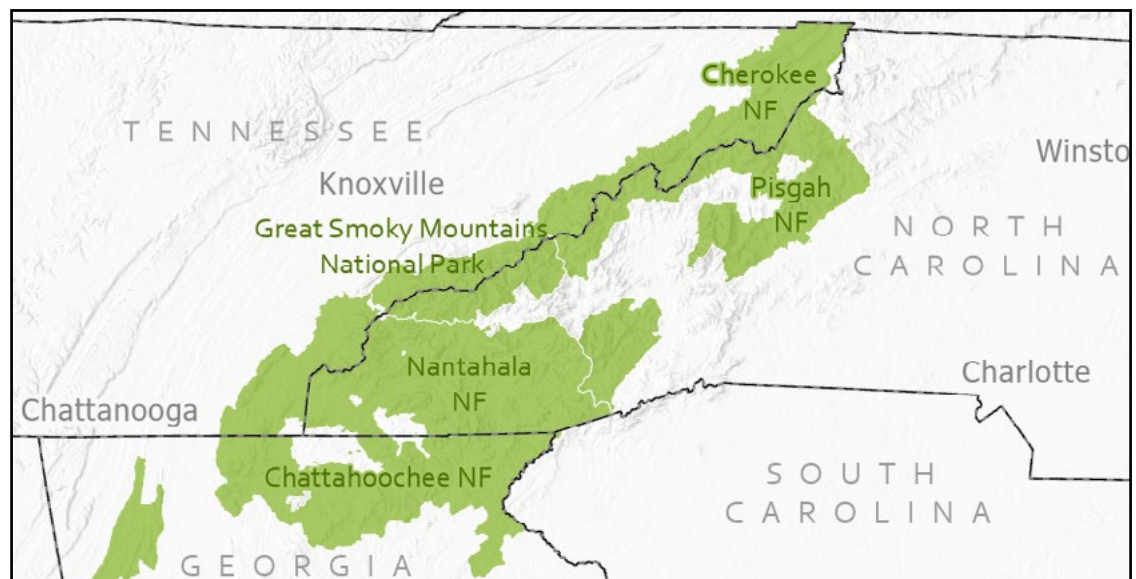 Cherokee
NF
TENNESSEE
Winsto
Knoxville
Pisgah
NF
Great Smoky Mountains
National Park
NORTH
CAROLINA
Nantahala
NF
Charlotte
Chattanooga
Chattahoochee NF
SOUTH
CAROLINA
GEORGIA